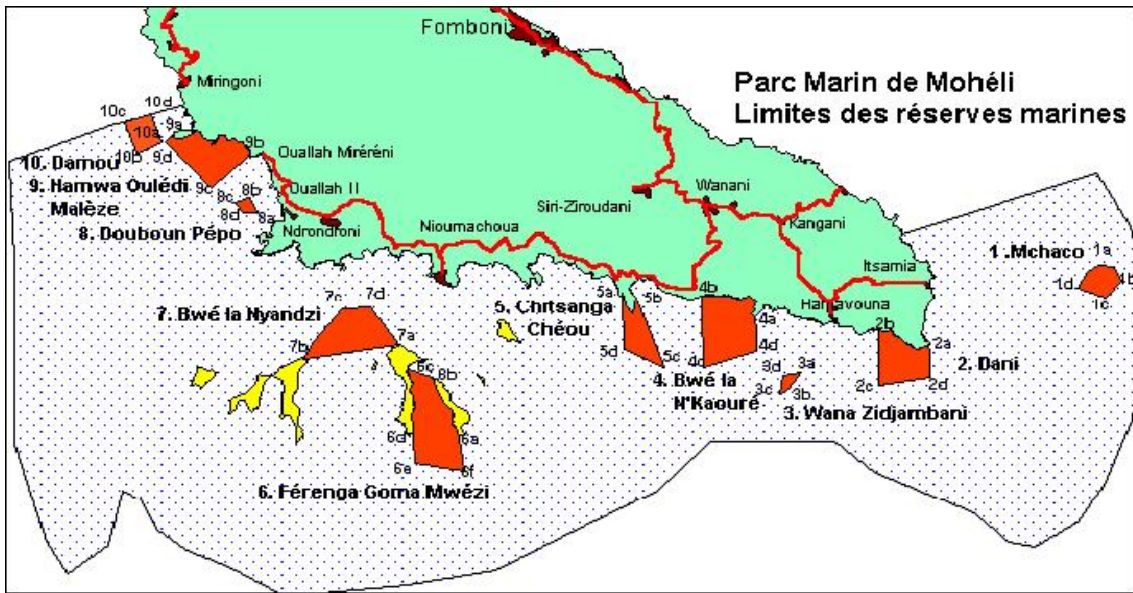 Fomboni
Parc Marin de Mohéli
Limites des réserves marines
Miringoni
10c
10d
9a
10a
10b
9d
9b
10. Damou
9. Hamwa Oulédi
Malèze
9c
8c
8b
8d
8a
8. Douboun Pépo
Ouallah Miréréni
Ouallah II
Ndrondroni
Nioumachoua
Siri-Ziroudani
Wanani
Kangani
Itsamia
Hamavouna
1 .Mchaco
1a
1b
1c
1d
2b
2a
2c
2d
2. Dani
3d
3a
3c
3b
3. Wana Zidjambani
4b
4a
4d
4c
4. Bwé la
N'Kaouré
5a
5b
5d
5c
5. Chitsanga
Chéou
7c
7d
7. Bwé la Nyandzi
7b
7a
6c
8b
6d
6a
6e
6f
6. Férenga Goma Mwézi